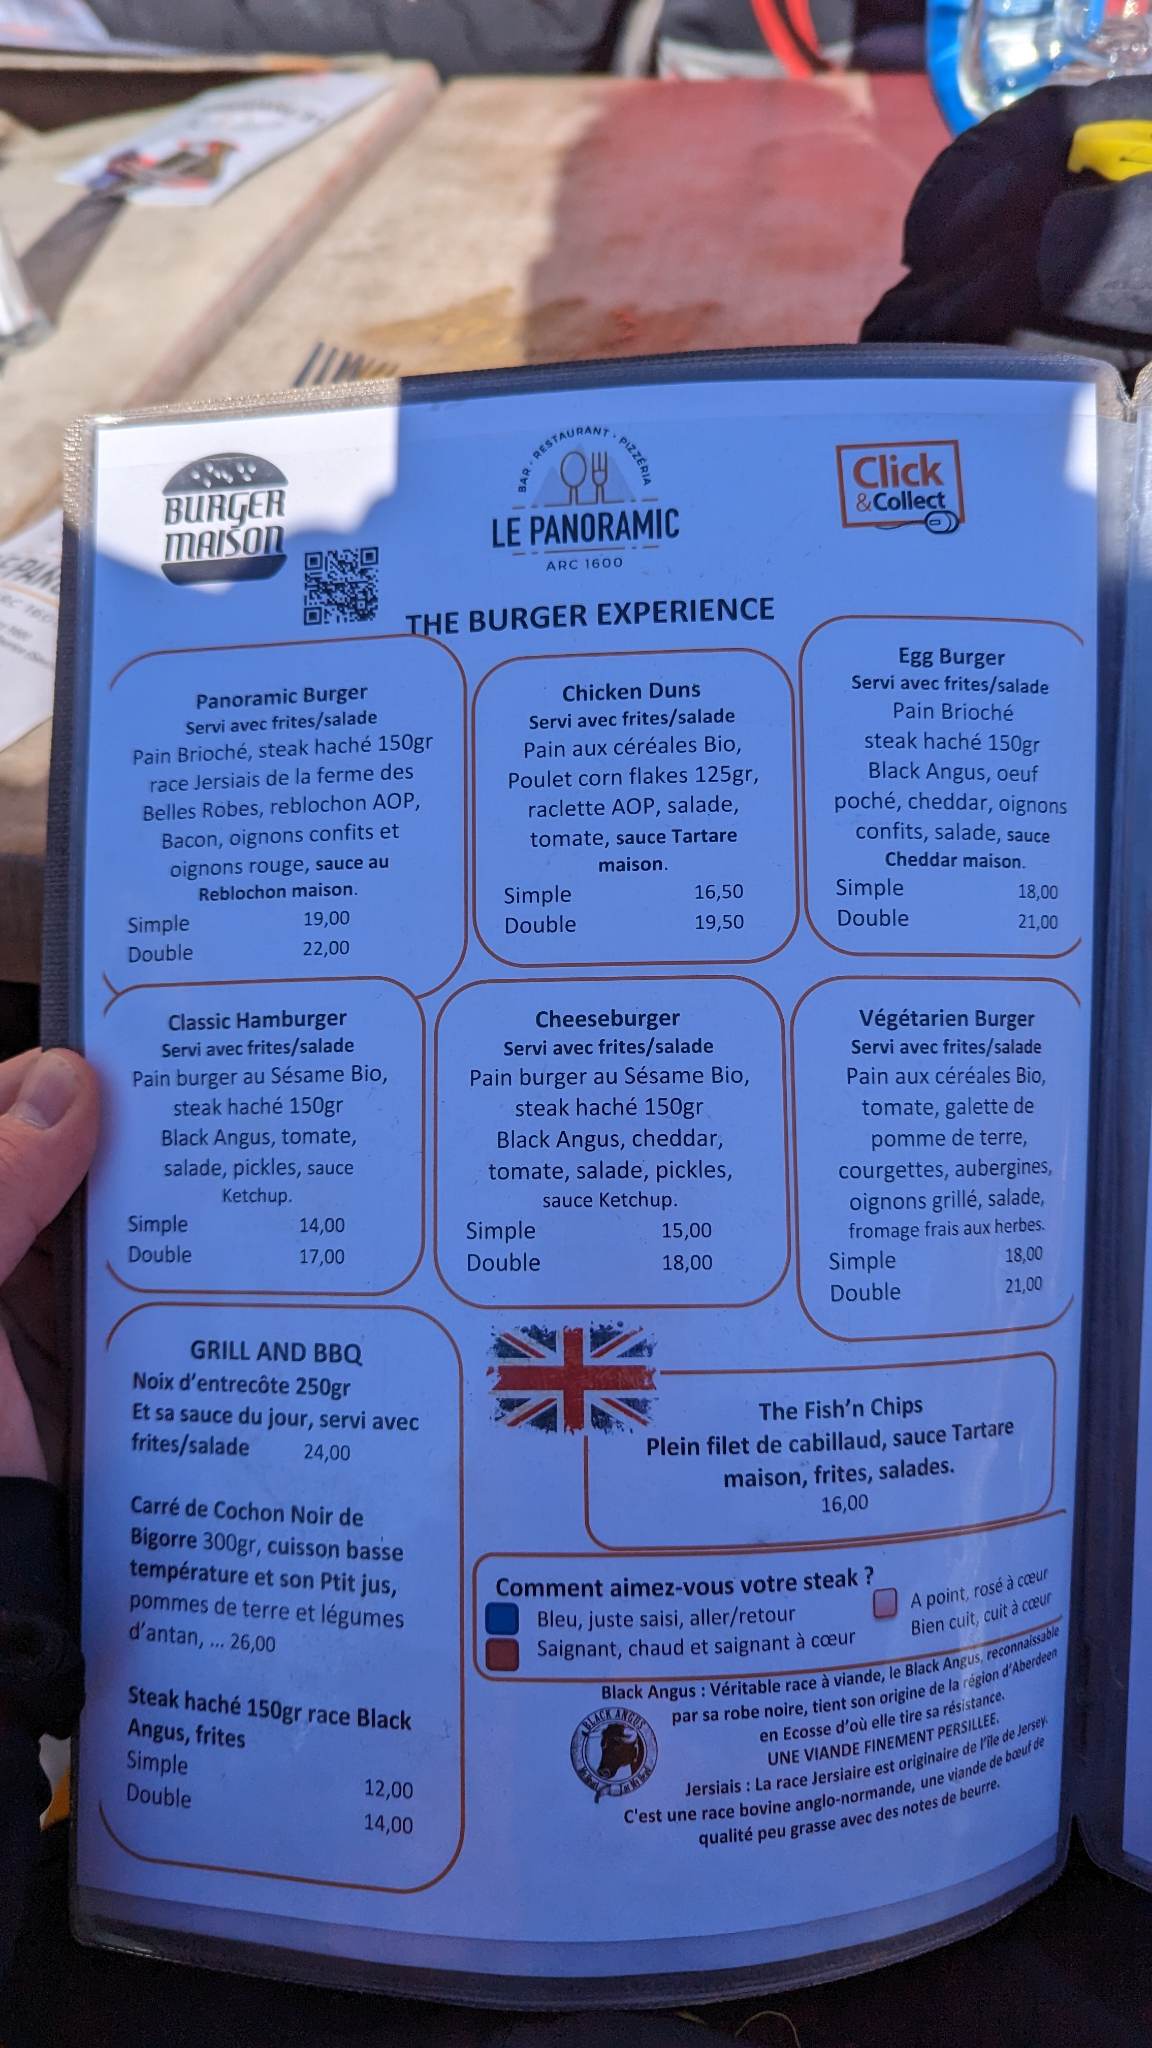 BURGER
MAISON
BAR · RESTAURANT · PIZZÉRIA
LE PANORAMIC
ARC 1600
Click
&Collect
THE BURGER EXPERIENCE
Panoramic Burger
Servi avec frites/salade
Pain Brioché, steak haché 150gr
race Jersiais de la ferme des
Belles Robes, reblochon AOP,
Bacon, oignons confits et
oignons rouge, sauce au
Reblochon maison.
Simple 19,00
Double 22,00
Chicken Duns
Servi avec frites/salade
Pain aux céréales Bio,
Poulet corn flakes 125gr,
raclette AOP, salade,
tomate, sauce Tartare
maison.
Simple 16,50
Double 19,50
Egg Burger
Servi avec frites/salade
Pain Brioché
steak haché 150gr
Black Angus, oeuf
poché, cheddar, oignons
confits, salade, sauce
Cheddar maison.
Simple 18,00
Double 21,00
Classic Hamburger
Servi avec frites/salade
Pain burger au Sésame Bio,
steak haché 150gr
Black Angus, tomate,
salade, pickles, sauce
Ketchup.
Simple 14,00
Double 17,00
Cheeseburger
Servi avec frites/salade
Pain burger au Sésame Bio,
steak haché 150gr
Black Angus, cheddar,
tomate, salade, pickles,
sauce Ketchup.
Simple 15,00
Double 18,00
Végétarien Burger
Servi avec frites/salade
Pain aux céréales Bio,
tomate, galette de
pomme de terre,
courgettes, aubergines,
oignons grillé, salade,
fromage frais aux herbes.
Simple 18,00
Double 21,00
GRILL AND BBQ
Noix d'entrecôte 250gr
Et sa sauce du jour, servi avec
frites/salade 24,00
Carré de Cochon Noir de
Bigorre 300gr, cuisson basse
température et son Ptit jus,
pommes de terre et légumes
d'antan, ... 26,00
Steak haché 150gr race Black
Angus, frites
Simple 12,00
Double 14,00
The Fish'n Chips
Plein filet de cabillaud, sauce Tartare
maison, frites, salades.
16,00
Comment aimez-vous votre steak ?
Bleu, juste saisi, aller/retour
Saignant, chaud et saignant à cœur
A point, rosé à cœur
Bien cuit, cuit à cœur
Black Angus : Véritable race à viande, le Black Angus, reconnaissable
par sa robe noire, tient son origine de la région d'Aberdeen
en Ecosse d'où elle tire sa résistance.
UNE VIANDE FINEMENT PERSILLEE.
Jersiais : La race Jersiaire est originaire de l'île de Jersey.
C'est une race bovine anglo-normande, une viande de bœuf de
qualité peu grasse avec des notes de beurre.
BLACK ANGUS